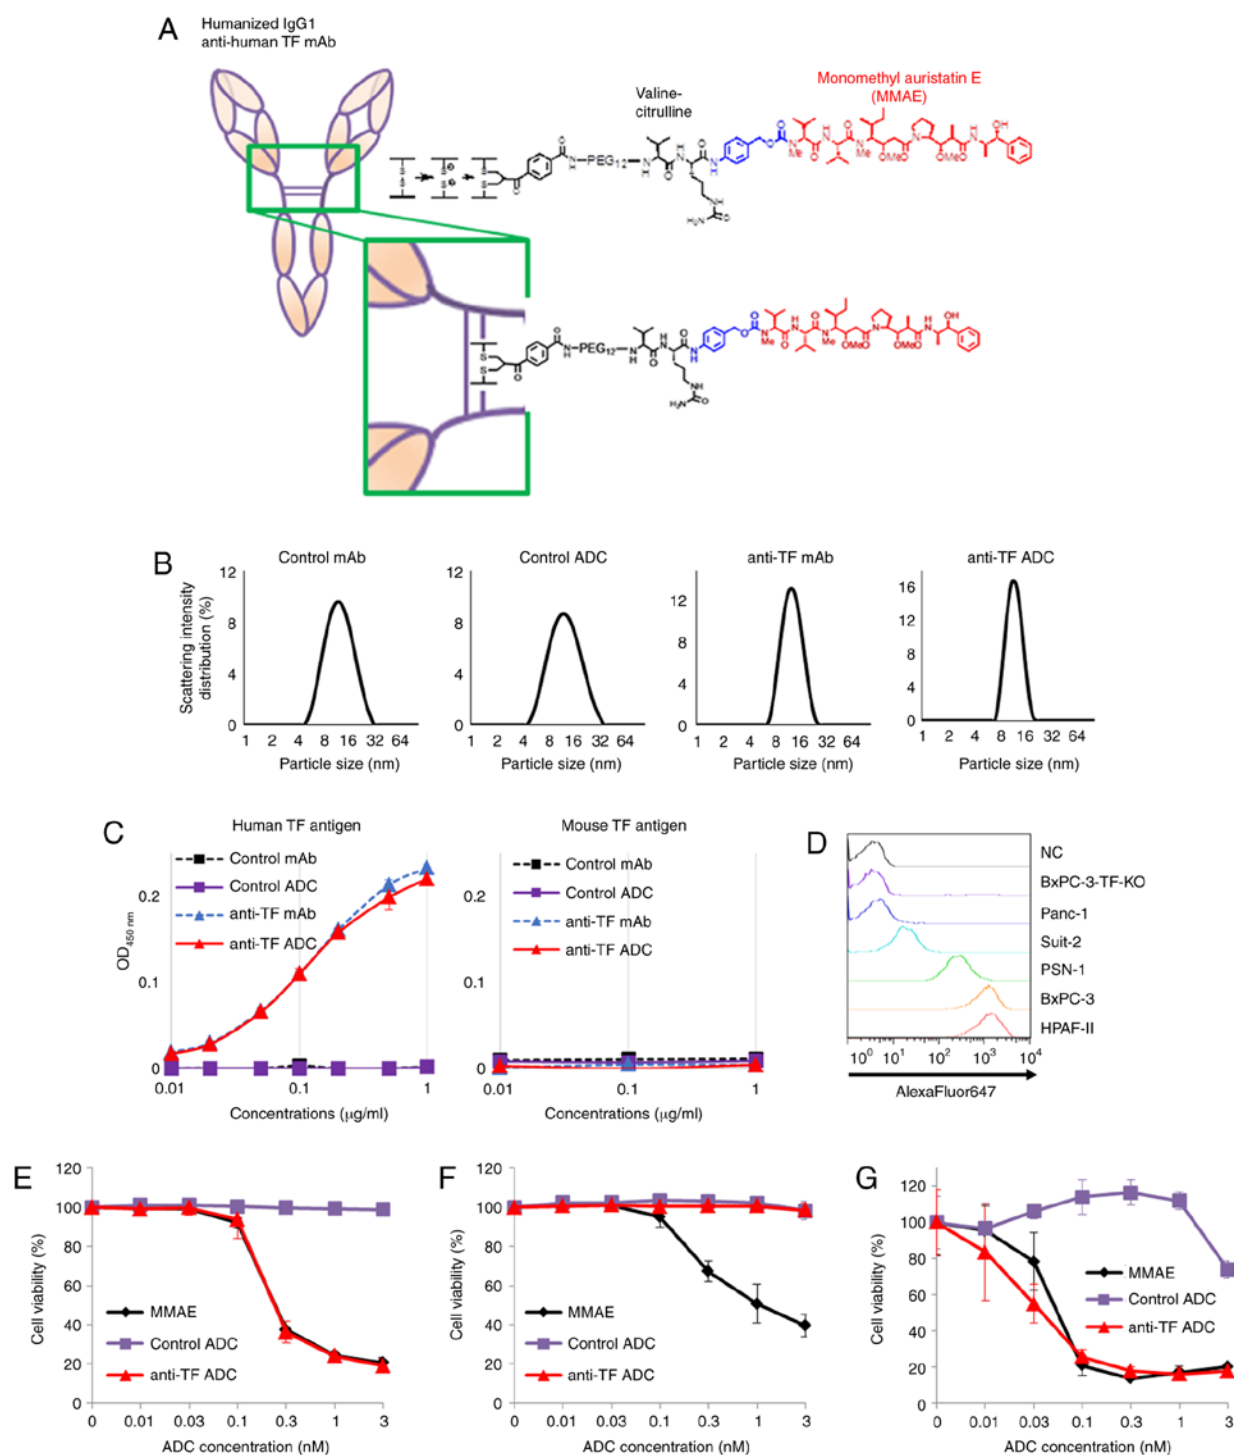 A
Humanized IgG1
anti-human TF mAb
Valine-
citrulline
Monomethyl auristatin E
(MMAE)
PEG12
PEG12
B
Control mAb
Control ADC
anti-TF mAb
anti-TF ADC
Scattering intensity
distribution (%)
12
8
4
0
12
8
4
0
12
8
4
0
16
12
8
4
0
1 2 4 8 16 32 64
1 2 4 8 16 32 64
1 2 4 8 16 32 64
1 2 4 8 16 32 64
Particle size (nm)
Particle size (nm)
Particle size (nm)
Particle size (nm)
C
Human TF antigen
Control mAb
Control ADC
anti-TF mAb
anti-TF ADC
OD450 nm
0.2
0.1
0
0.01 0.1 1
Concentrations (µg/ml)
Mouse TF antigen
Control mAb
Control ADC
anti-TF mAb
anti-TF ADC
0.2
0.1
0
0.01 0.1 1
Concentrations (µg/ml)
D
NC
BxPC-3-TF-KO
Panc-1
Suit-2
PSN-1
BxPC-3
HPAF-II
10^0 10^1 10^2 10^3 10^4
AlexaFluor647
E
Cell viability (%)
120
100
80
60
40
20
0
MMAE
Control ADC
anti-TF ADC
0 0.01 0.03 0.1 0.3 1 3
ADC concentration (nM)
F
Cell viability (%)
120
100
80
60
40
20
0
MMAE
Control ADC
anti-TF ADC
0 0.01 0.03 0.1 0.3 1 3
ADC concentration (nM)
G
Cell viability (%)
120
100
80
60
40
20
0
MMAE
Control ADC
anti-TF ADC
0 0.01 0.03 0.1 0.3 1 3
ADC concentration (nM)